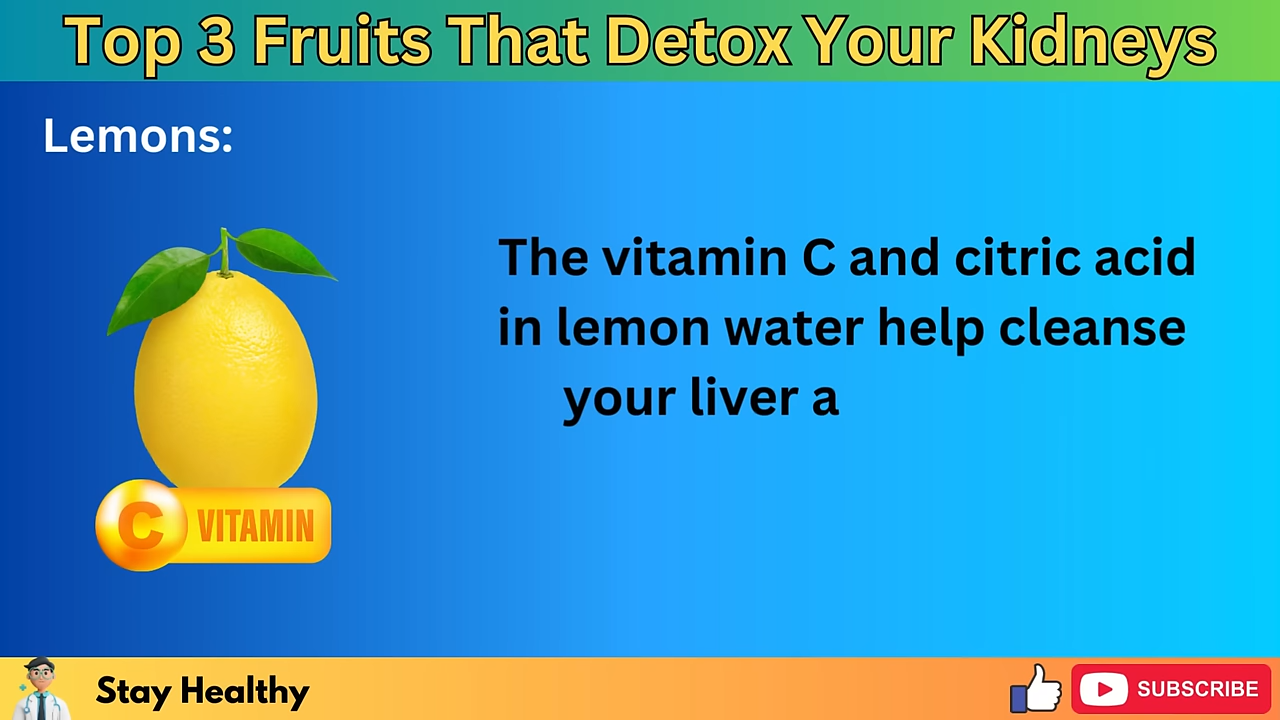 Top 3 Fruits That Detox Your Kidneys
Lemons:
The vitamin C and citric acid
in lemon water help cleanse
your liver a
C VITAMIN
Stay Healthy
SUBSCRIBE